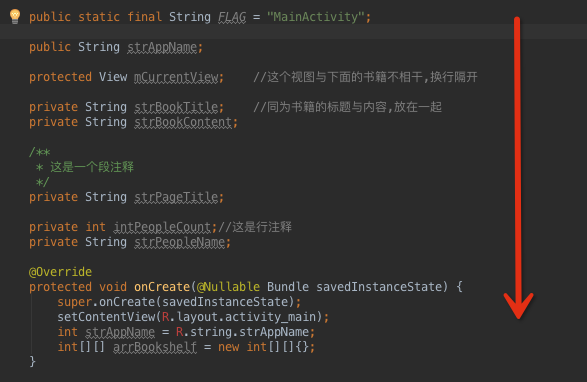 public static final String FLAG = "MainActivity";
public String strAppName;
protected View mCurrentView;    //这个视图与下面的书籍不相干,换行隔开
private String strBookTitle;    //同为书籍的标题与内容,放在一起
private String strBookContent;
/**
 * 这是一个段注释
 */
private String strPageTitle;
private int intPeopleCount;//这是行注释
private String strPeopleName;
@Override
protected void onCreate(@Nullable Bundle savedInstanceState) {
    super.onCreate(savedInstanceState);
    setContentView(R.layout.activity_main);
    int strAppName = R.string.strAppName;
    int[][] arrBookshelf = new int[][]{};
}